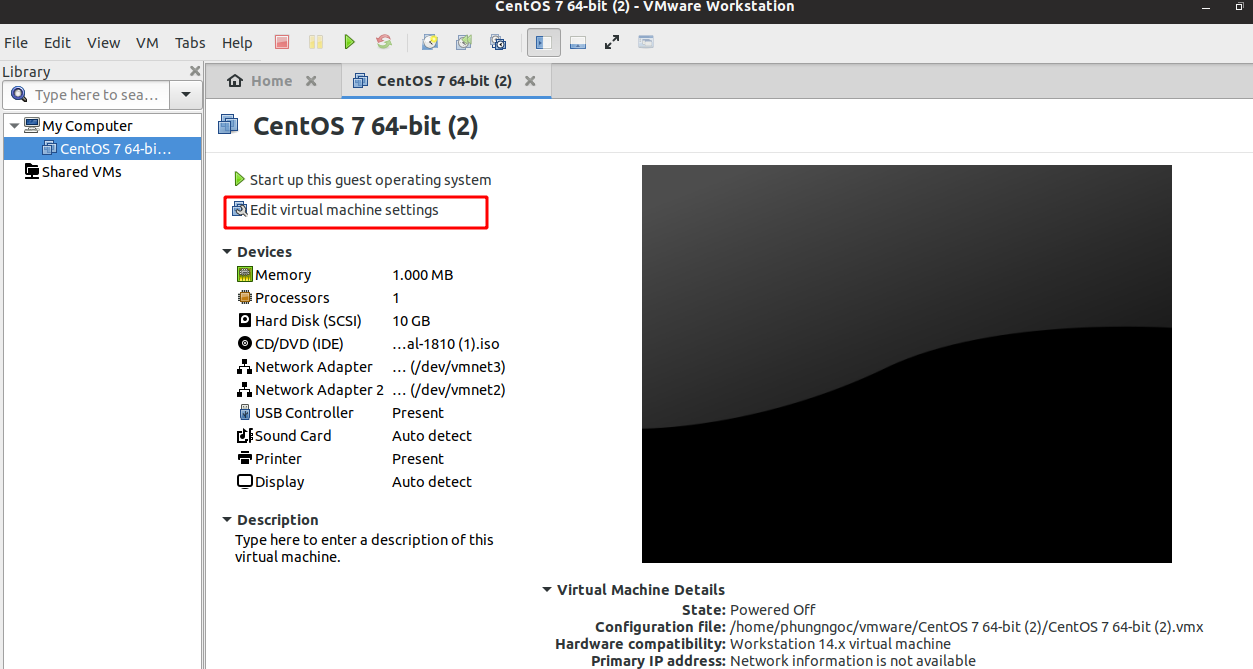 CentOS 7 64-bit (2) - VMware Workstation
File Edit View VM Tabs Help
Library
Type here to sea...
My Computer
CentOS 7 64-bi...
Shared VMs
Home
CentOS 7 64-bit (2)
CentOS 7 64-bit (2)
Start up this guest operating system
Edit virtual machine settings
Devices
Memory 1.000 MB
Processors 1
Hard Disk (SCSI) 10 GB
CD/DVD (IDE) ...al-1810 (1).iso
Network Adapter ... (/dev/vmnet3)
Network Adapter 2 ... (/dev/vmnet2)
USB Controller Present
Sound Card Auto detect
Printer Present
Display Auto detect
Description
Type here to enter a description of this
virtual machine.
Virtual Machine Details
State: Powered Off
Configuration file: /home/phungngoc/vmware/CentOS 7 64-bit (2)/CentOS 7 64-bit (2).vmx
Hardware compatibility: Workstation 14.x virtual machine
Primary IP address: Network information is not available